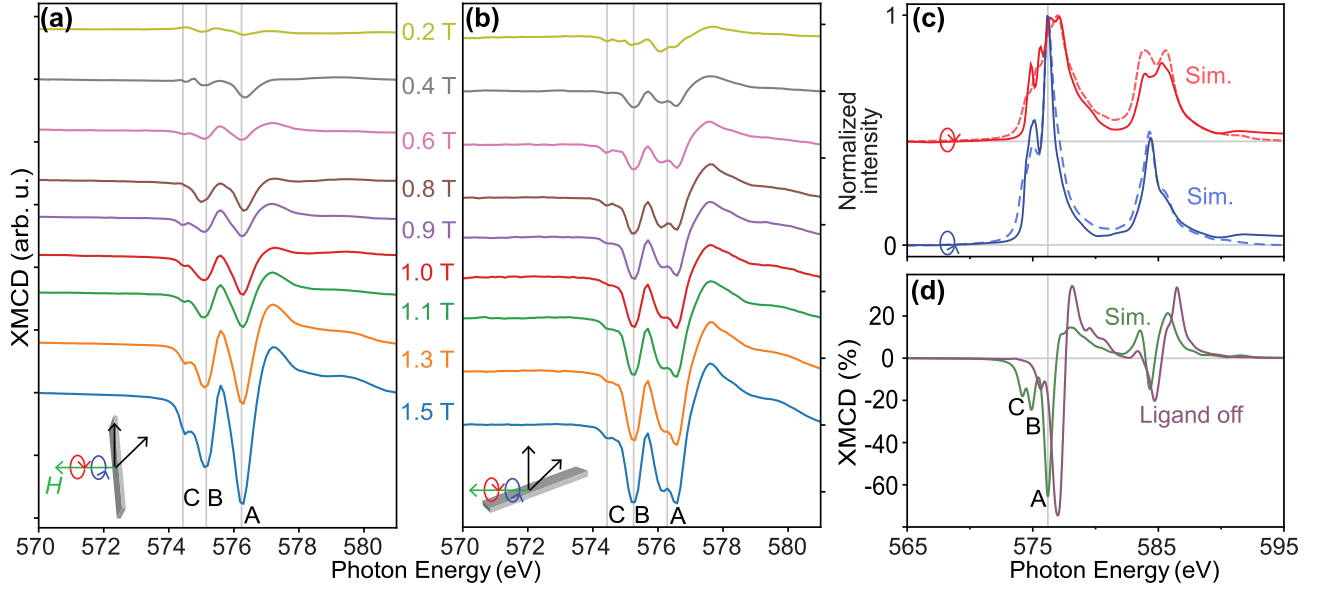 (a)
XMCD (arb. u.)
H
C B
A
570 572 574 576 578 580
0.2 T
0.4 T
0.6 T
0.8 T
0.9 T
1.0 T
1.1 T
1.3 T
1.5 T
(b)
C B A
570 572 574 576 578 580
Photon Energy (eV)
(c)
Normalized
intensity
1
0
Sim.
Sim.
(d)
XMCD (%)
20
0
-20
-40
-60
Sim.
C
B
A
Ligand off
565 575 585 595
Photon Energy (eV)